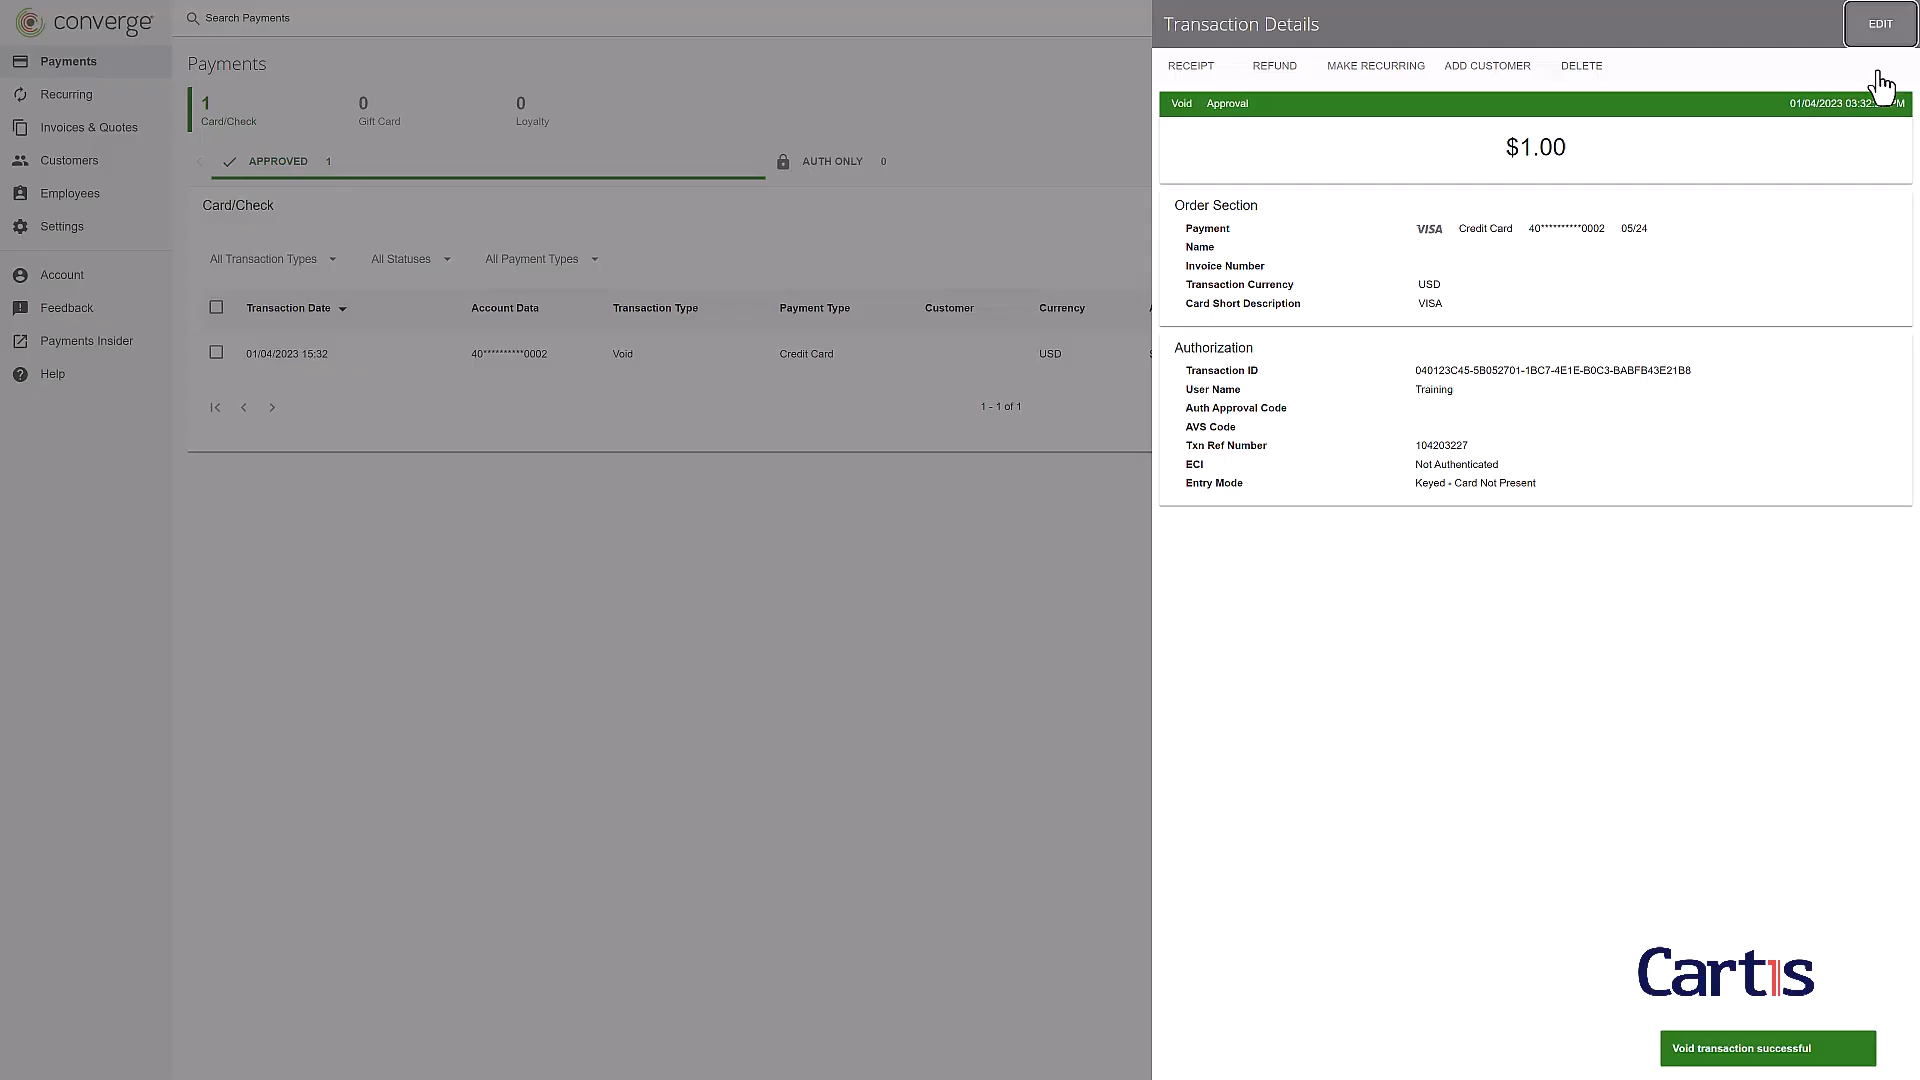 converge
Search Payments
Payments
Recurring
Invoices & Quotes
Customers
Employees
Settings
Account
Feedback
Payments Insider
Help
Payments
1
Card/Check
0
Gift Card
0
Loyalty
APPROVED 1
AUTH ONLY 0
Card/Check
All Transaction Types All Statuses All Payment Types
Transaction Date Account Data Transaction Type Payment Type Customer Currency
01/04/2023 15:32 40**********0002 Void Credit Card USD
1 - 1 of 1
Transaction Details
EDIT
RECEIPT REFUND MAKE RECURRING ADD CUSTOMER DELETE
Void Approval 01/04/2023 03:32
$1.00
Order Section
Payment VISA Credit Card 40**********0002 05/24
Name
Invoice Number
Transaction Currency USD
Card Short Description VISA
Authorization
Transaction ID 040123C45-5B052701-1BC7-4E1E-B0C3-BABFB43E21B8
User Name Training
Auth Approval Code
AVS Code
Txn Ref Number 104203227
ECI Not Authenticated
Entry Mode Keyed - Card Not Present
Cartis
Void transaction successful